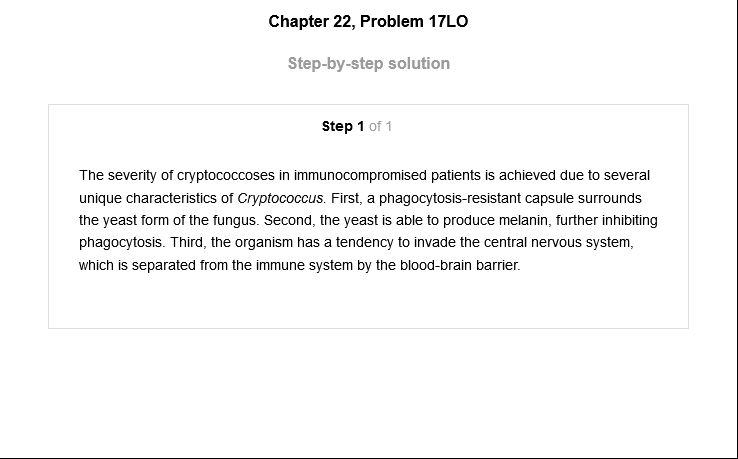 Chapter 22, Problem 17LO
Step-by-step solution
Step 1 of 1
The severity of cryptococcoses in immunocompromised patients is achieved due to several
unique characteristics of Cryptococcus. First, a phagocytosis-resistant capsule surrounds
the yeast form of the fungus. Second, the yeast is able to produce melanin, further inhibiting
phagocytosis. Third, the organism has a tendency to invade the central nervous system,
which is separated from the immune system by the blood-brain barrier.